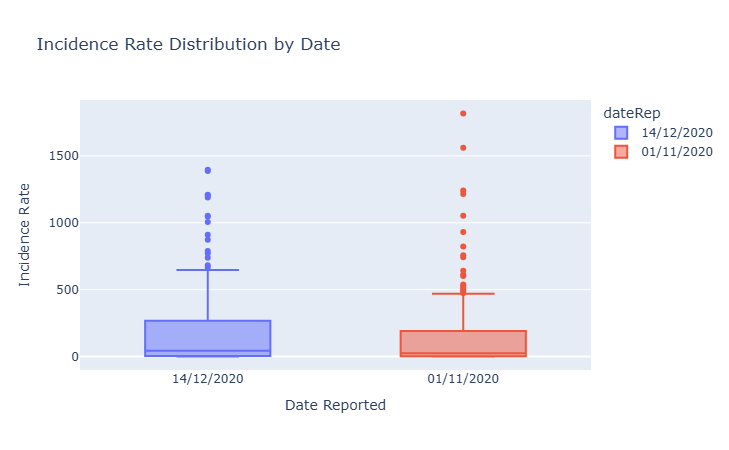 Incidence Rate Distribution by Date
dateRep
14/12/2020
01/11/2020
Incidence Rate
1500
1000
500
0
14/12/2020
01/11/2020
Date Reported